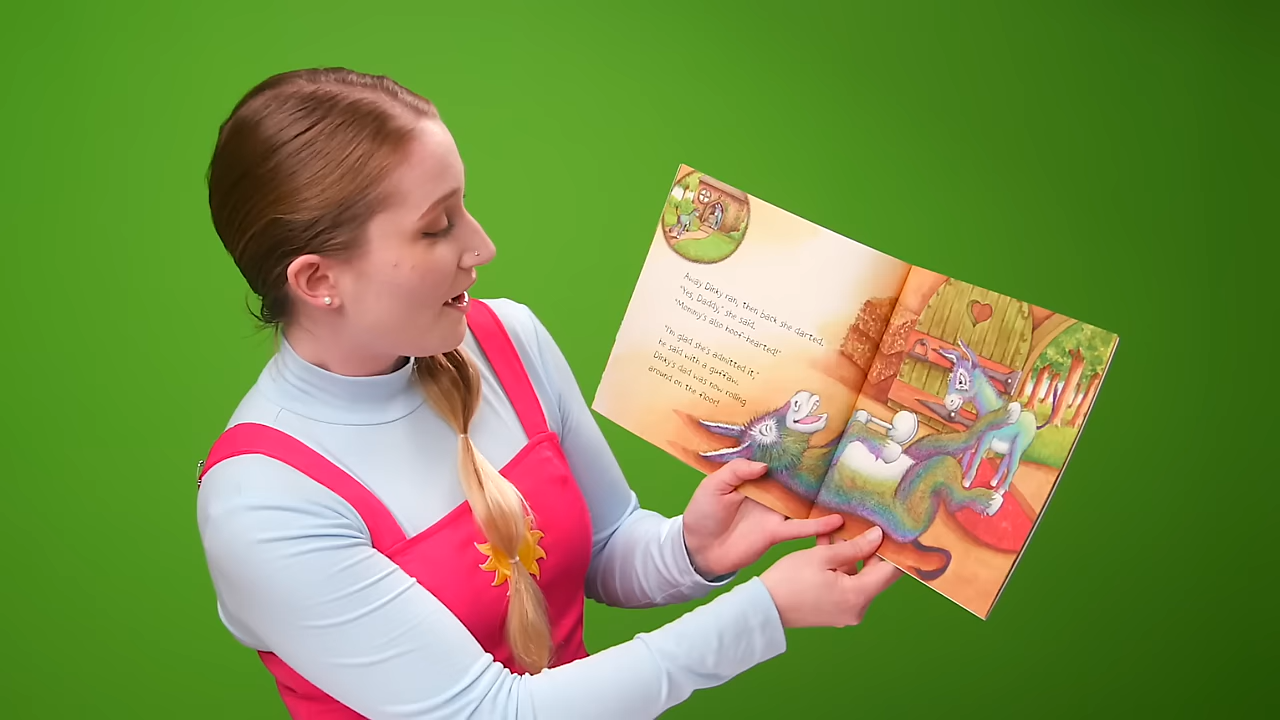 Away Dinky ran, then back she darted.
"Yes, Daddy," she said,
"Mommy's also hoof-hearted!"
"I'm glad she's admitted it,"
he said with a guffaw.
Dinky's dad was now rolling
around on the floor!